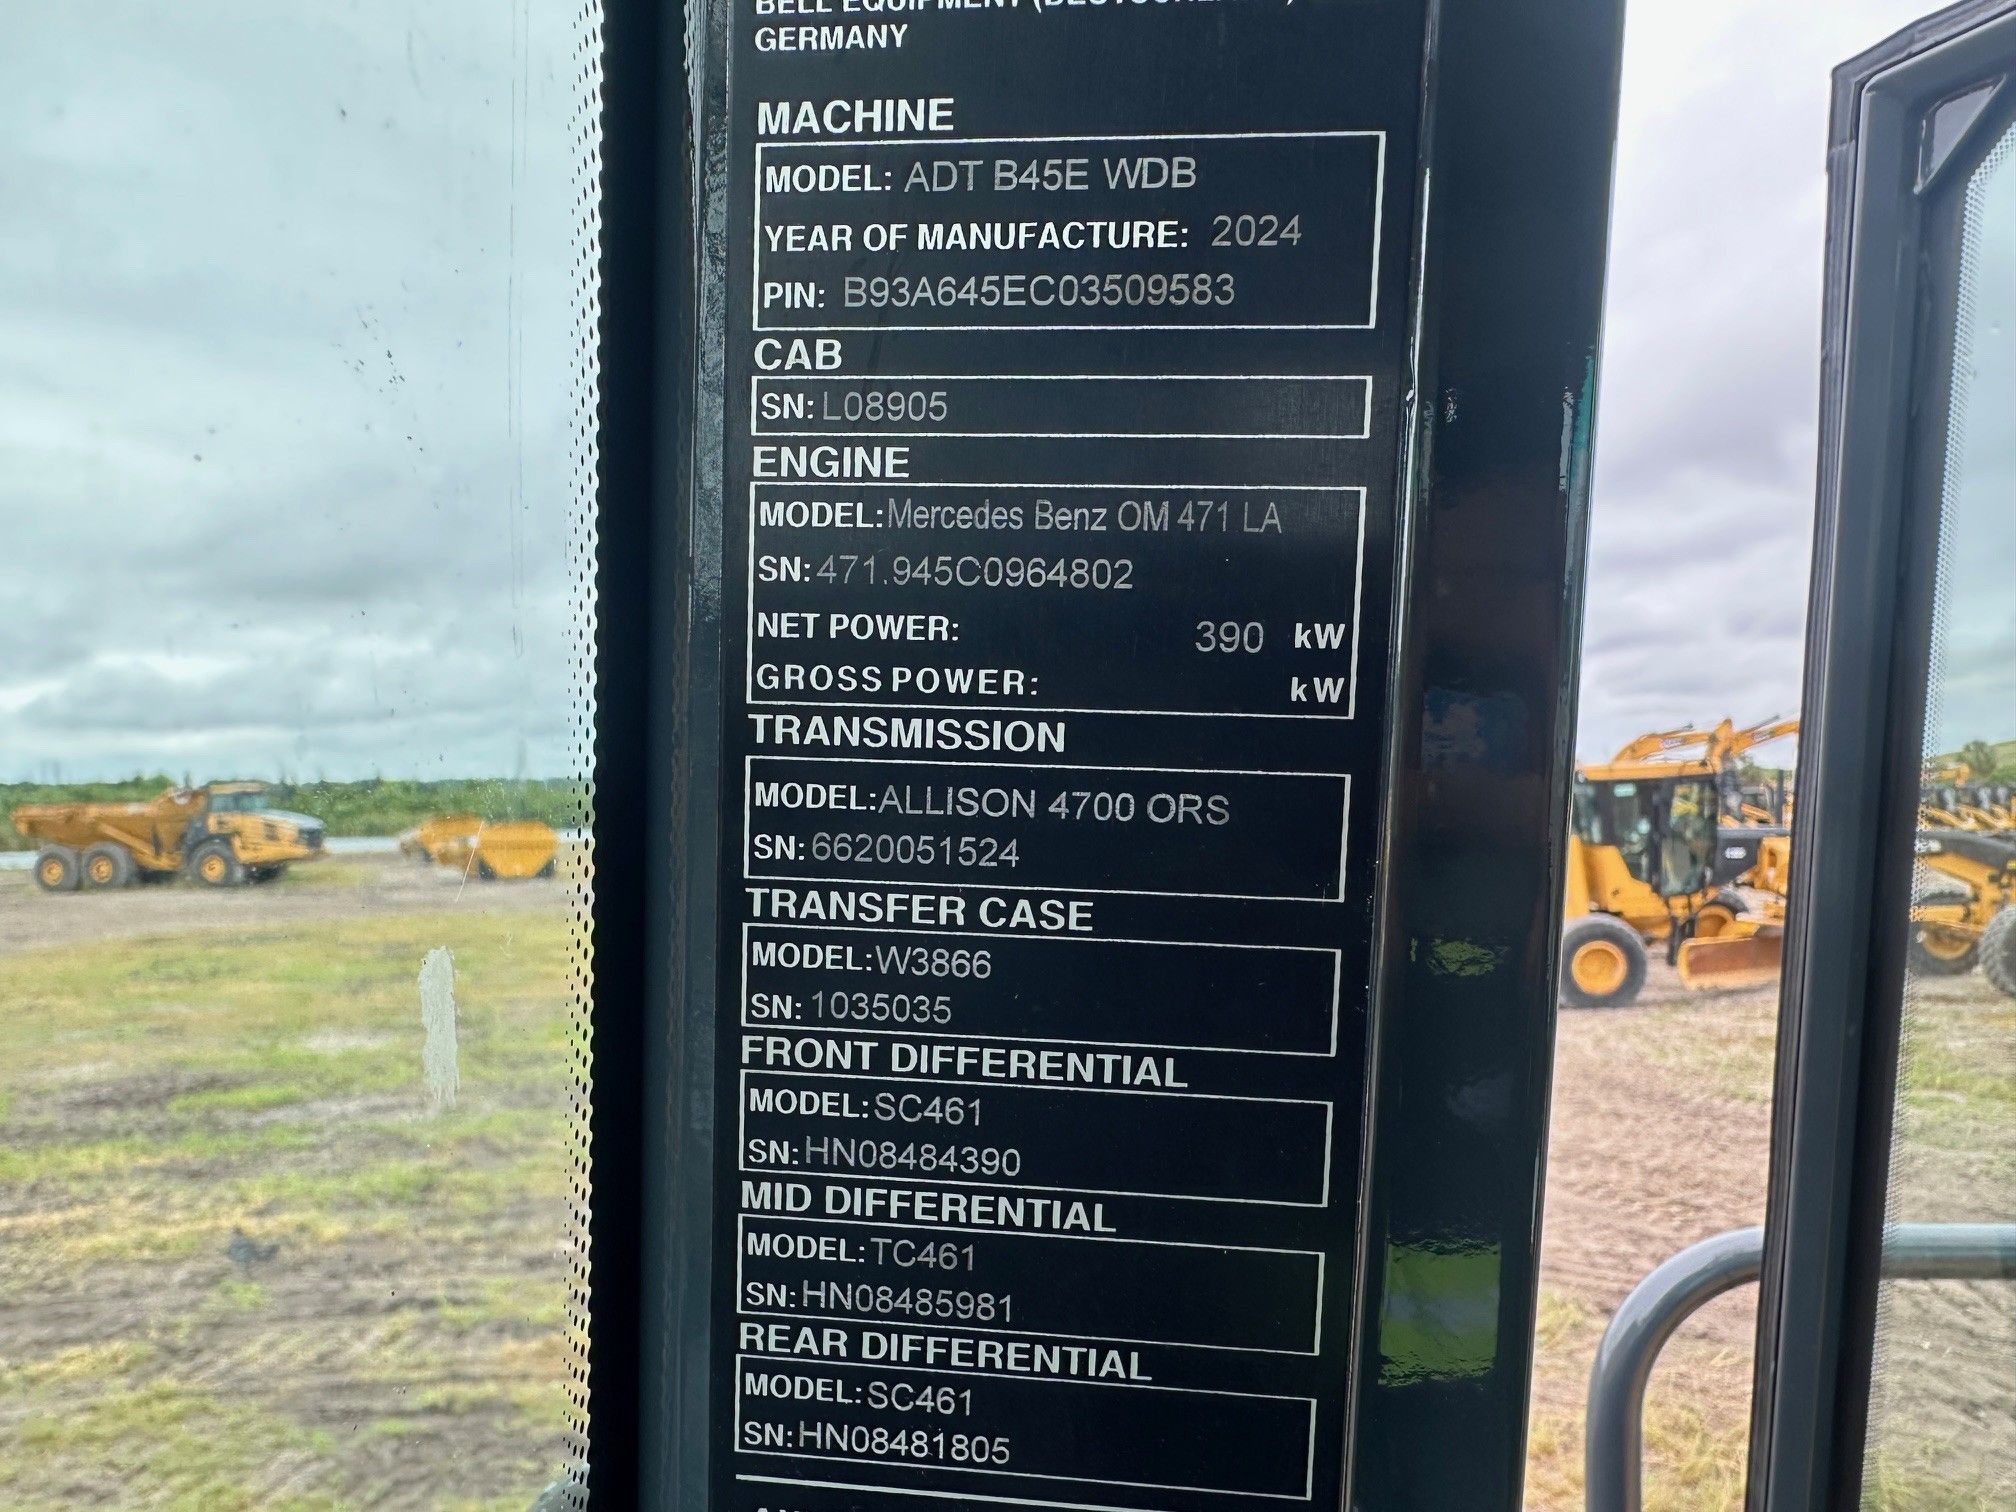 BELL EQUIPMENT
GERMANY
MACHINE
MODEL: ADT B45E WDB
YEAR OF MANUFACTURE: 2024
PIN: B93A645EC03509583
CAB
SN: L08905
ENGINE
MODEL: Mercedes Benz OM 471 LA
SN: 471.945C0964802
NET POWER: 390 kW
GROSS POWER: kW
TRANSMISSION
MODEL: ALLISON 4700 ORS
SN: 6620051524
TRANSFER CASE
MODEL: W3866
SN: 1035035
FRONT DIFFERENTIAL
MODEL: SC461
SN: HN08484390
MID DIFFERENTIAL
MODEL: TC461
SN: HN08485981
REAR DIFFERENTIAL
MODEL: SC461
SN: HN08481805